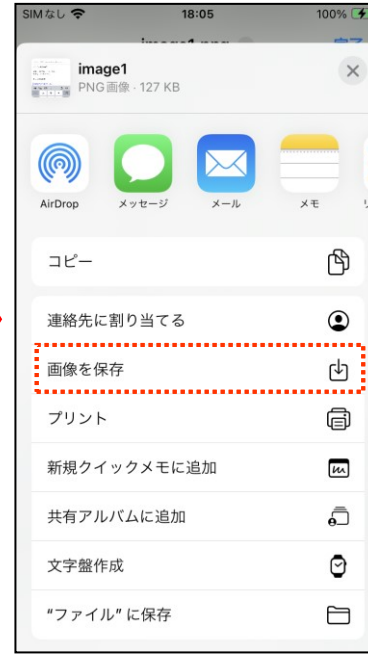 SIMなし 18:05 100%
image1
PNG画像 · 127 KB
AirDrop メッセージ メール メモ
コピー
連絡先に割り当てる
画像を保存
プリント
新規クイックメモに追加
共有アルバムに追加
文字盤作成
“ファイル” に保存